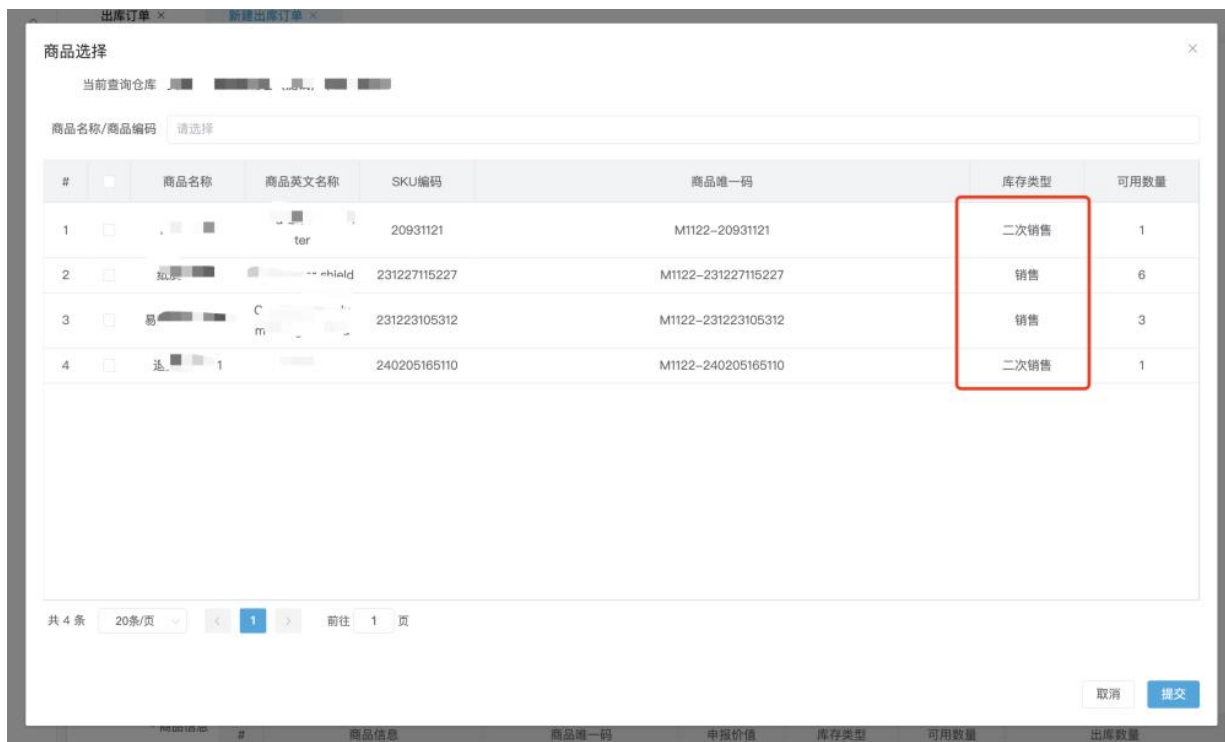 出库订单 × 新建出库订单 ×
商品选择 ×
当前查询仓库
商品名称/商品编码 请选择
# 商品名称 商品英文名称 SKU编码 商品唯一码 库存类型 可用数量
1 ter 20931121 M1122-20931121 二次销售 1
2 shield 231227115227 M1122-231227115227 销售 6
3 易 231223105312 M1122-231223105312 销售 3
4 1 240205165110 M1122-240205165110 二次销售 1
共 4 条 20条/页 < 1 > 前往 1 页
取消 提交
商品信息 # 商品信息 商品唯一码 申报价值 库存类型 可用数量 出库数量